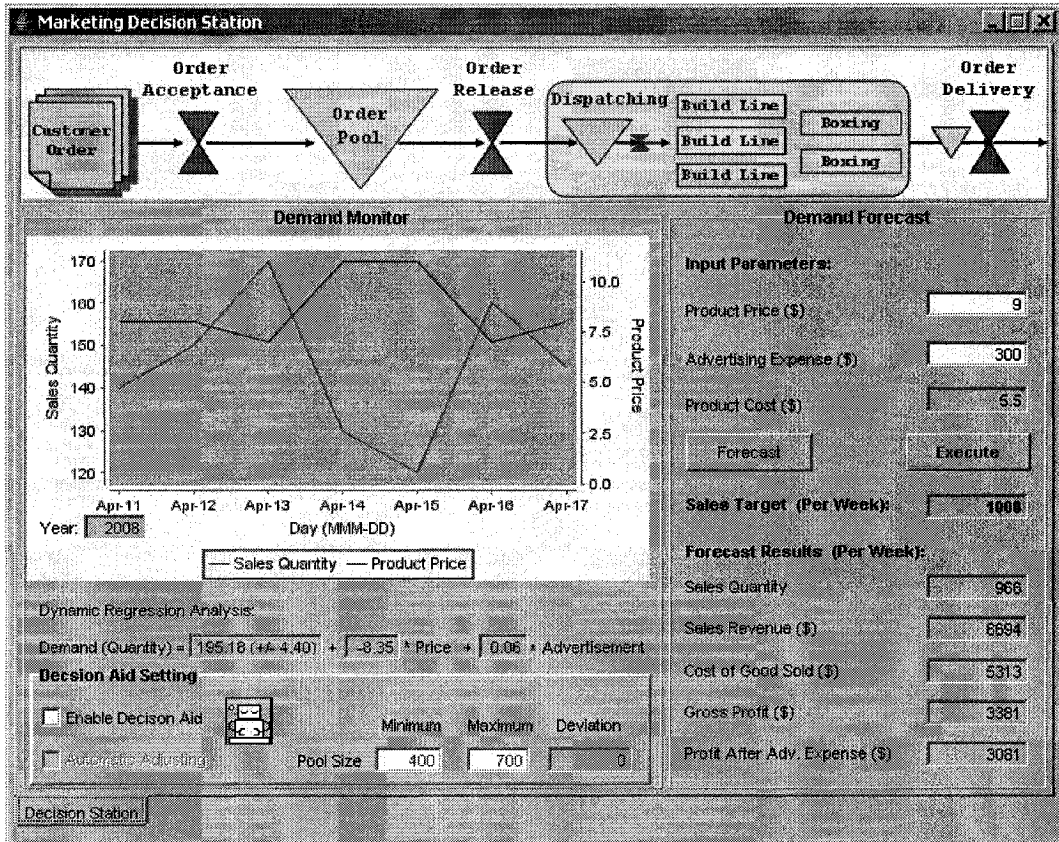 Marketing Decision Station
Order
Acceptance
Order
Release
Order
Delivery
Customer
Order
Order
Pool
Dispatching
Build Line
Build Line
Build Line
Boxing
Boxing
Demand Monitor
170
160
150
140
130
120
Sales Quantity
10.0
7.5
5.0
2.5
0.0
Product Price
Apr-11 Apr-12 Apr-13 Apr-14 Apr-15 Apr-16 Apr-17
Year: 2008
Day (MMM-DD)
Sales Quantity Product Price
Dynamic Regression Analysis:
Demand (Quantity) = 195.18 (+/- 4.40) + -8.35 * Price + 0.06 * Advertisement
Decsion Aid Setting
Enable Decison Aid
Automatic Adjusting
Minimum Maximum Deviation
Pool Size 400 700 0
Demand Forecast
Input Parameters:
Product Price ($) 9
Advertising Expense ($) 300
Product Cost ($) 5.5
Forecast Execute
Sales Target (Per Week):
Forecast Results (Per Week):
Sales Quantity 966
Sales Revenue ($) 8694
Cost of Good Sold ($) 5313
Gross Profit ($) 3381
Profit After Adv. Expense ($) 3081
Decision Station